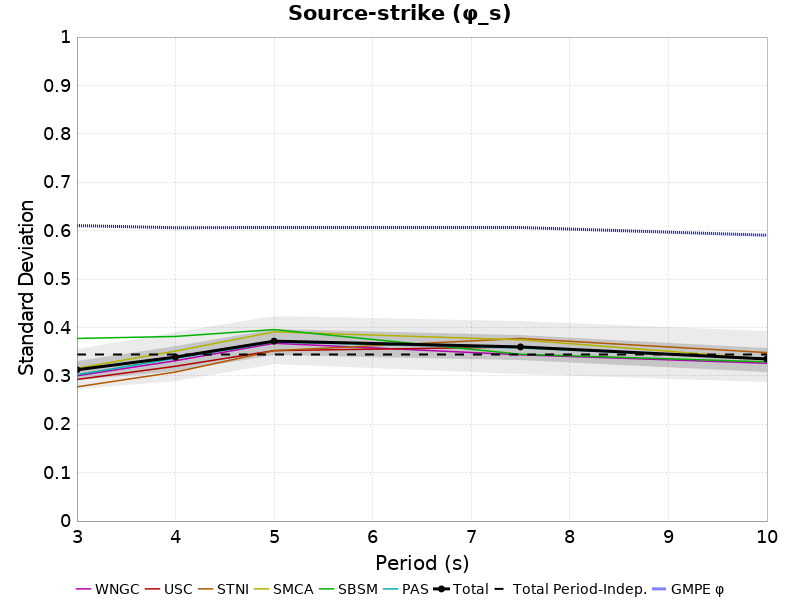 Source-strike (φ_s)
Standard Deviation
1
0.9
0.8
0.7
0.6
0.5
0.4
0.3
0.2
0.1
0
3 4 5 6 7 8 9 10
Period (s)
WNGC USC STNI SMCA SBSM PAS Total Total Period-Indep. GMPE φ